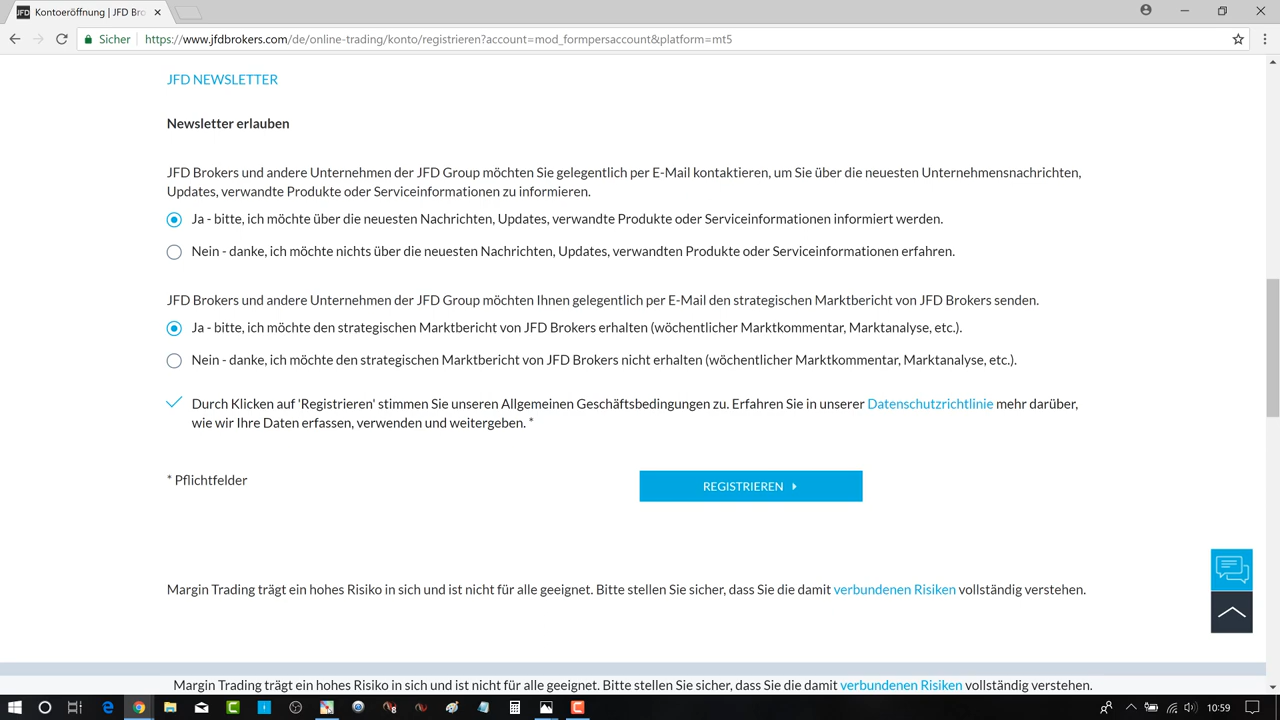 JFD Kontoeröffnung | JFD Bro
Sicher https://www.jfdbrokers.com/de/online-trading/konto/registrieren?account=mod_formpersaccount&platform=mt5
JFD NEWSLETTER
Newsletter erlauben
JFD Brokers und andere Unternehmen der JFD Group möchten Sie gelegentlich per E-Mail kontaktieren, um Sie über die neuesten Unternehmensnachrichten,
Updates, verwandte Produkte oder Serviceinformationen zu informieren.
Ja - bitte, ich möchte über die neuesten Nachrichten, Updates, verwandte Produkte oder Serviceinformationen informiert werden.
Nein - danke, ich möchte nichts über die neuesten Nachrichten, Updates, verwandten Produkte oder Serviceinformationen erfahren.
JFD Brokers und andere Unternehmen der JFD Group möchten Ihnen gelegentlich per E-Mail den strategischen Marktbericht von JFD Brokers senden.
Ja - bitte, ich möchte den strategischen Marktbericht von JFD Brokers erhalten (wöchentlicher Marktkommentar, Marktanalyse, etc.).
Nein - danke, ich möchte den strategischen Marktbericht von JFD Brokers nicht erhalten (wöchentlicher Marktkommentar, Marktanalyse, etc.).
Durch Klicken auf 'Registrieren' stimmen Sie unseren Allgemeinen Geschäftsbedingungen zu. Erfahren Sie in unserer Datenschutzrichtlinie mehr darüber,
wie wir Ihre Daten erfassen, verwenden und weitergeben. *
* Pflichtfelder
REGISTRIEREN
Margin Trading trägt ein hohes Risiko in sich und ist nicht für alle geeignet. Bitte stellen Sie sicher, dass Sie die damit verbundenen Risiken vollständig verstehen.
Margin Trading trägt ein hohes Risiko in sich und ist nicht für alle geeignet. Bitte stellen Sie sicher, dass Sie die damit verbundenen Risiken vollständig verstehen.
10:59